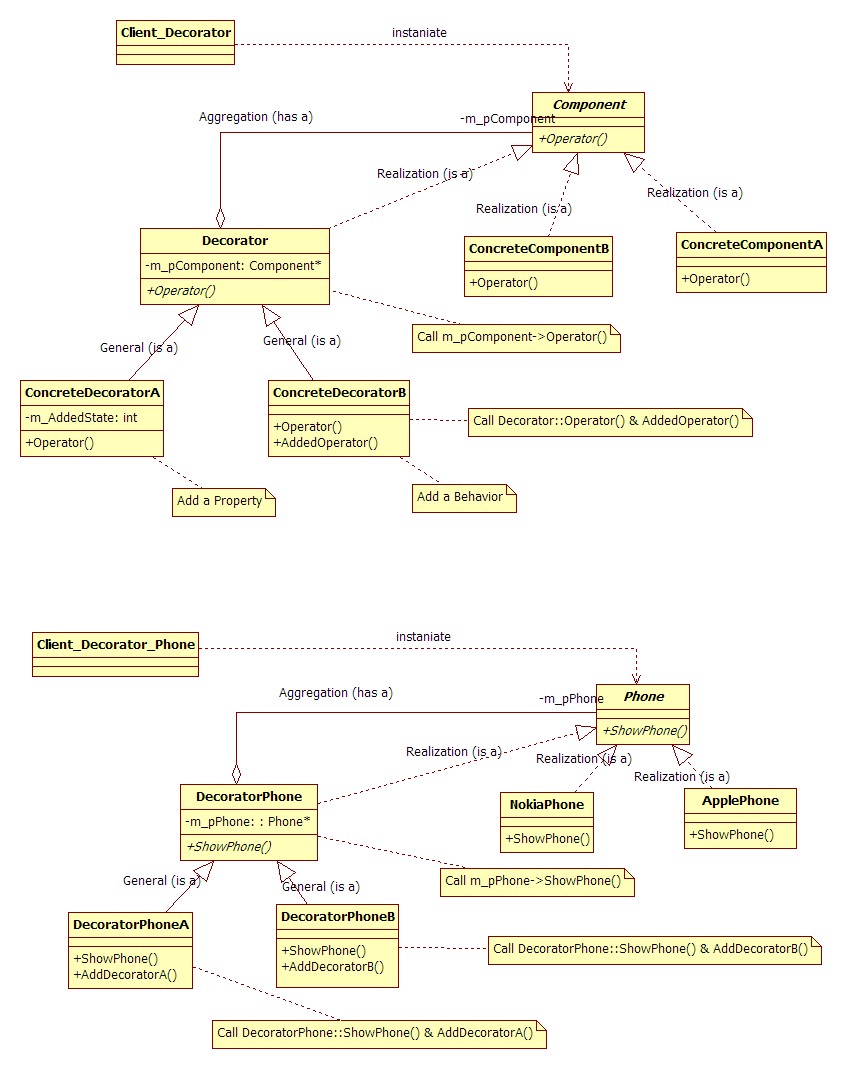 Client_Decorator
instaniate
Component
Aggregation (has a)
-m_pComponent
+Operator()
Realization (is a)
Realization (is a)
Realization (is a)
Decorator
-m_pComponent: Component*
+Operator()
ConcreteComponentB
+Operator()
ConcreteComponentA
+Operator()
Call m_pComponent->Operator()
General (is a)
General (is a)
ConcreteDecoratorA
-m_AddedState: int
+Operator()
ConcreteDecoratorB
+Operator()
+AddedOperator()
Call Decorator::Operator() & AddedOperator()
Add a Property
Add a Behavior
Client_Decorator_Phone
instaniate
Phone
Aggregation (has a)
-m_pPhone
+ShowPhone()
Realization (is a)
Realization (is a)
Realization (is a)
DecoratorPhone
-m_pPhone: : Phone*
+ShowPhone()
NokiaPhone
+ShowPhone()
ApplePhone
+ShowPhone()
Call m_pPhone->ShowPhone()
General (is a)
General (is a)
DecoratorPhoneA
+ShowPhone()
+AddDecoratorA()
DecoratorPhoneB
+ShowPhone()
+AddDecoratorB()
Call DecoratorPhone::ShowPhone() & AddDecoratorB()
Call DecoratorPhone::ShowPhone() & AddDecoratorA()